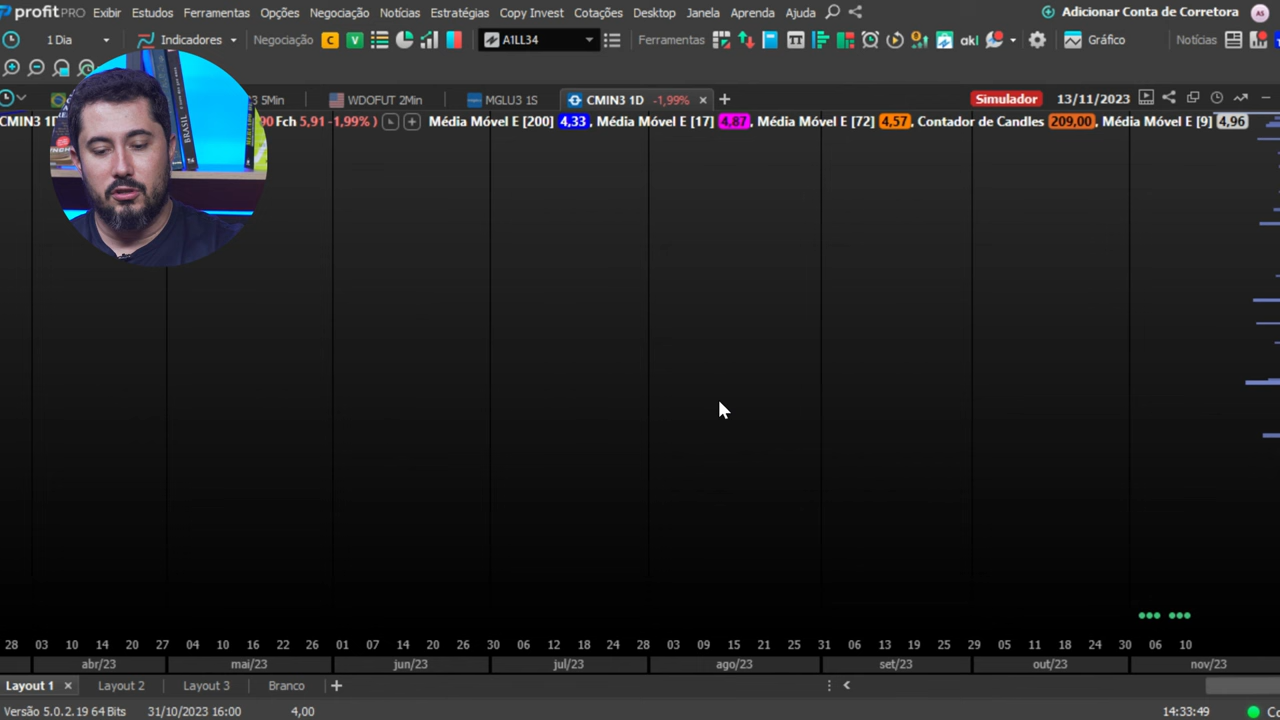 profitPRO Exibir Estudos Ferramentas Opções Negociação Notícias Estratégias Copy Invest Cotações Desktop Janela Aprenda Ajuda Adicionar Conta de Corretora AS
1 Dia Indicadores Negociação C V A1LL34 Ferramentas akl Gráfico Notícias
3 5Min WDOFUT 2Min MGLU3 1S CMIN3 1D -1,99% Simulador 13/11/2023
CMIN3 1D 90 Fch 5,91 -1,99% ) Média Móvel E [200] 4,33, Média Móvel E [17] 4,87, Média Móvel E [72] 4,57, Contador de Candles 209,00, Média Móvel E [9] 4,96
BRASIL
28 03 10 14 20 27 04 10 16 22 26 01 07 14 20 26 30 06 12 18 24 28 03 09 15 21 25 31 06 13 19 25 29 05 11 18 24 30 06 10
abr/23 mai/23 jun/23 jul/23 ago/23 set/23 out/23 nov/23
Layout 1 Layout 2 Layout 3 Branco
Versão 5.0.2.19 64 Bits 31/10/2023 16:00 4,00 14:33:49